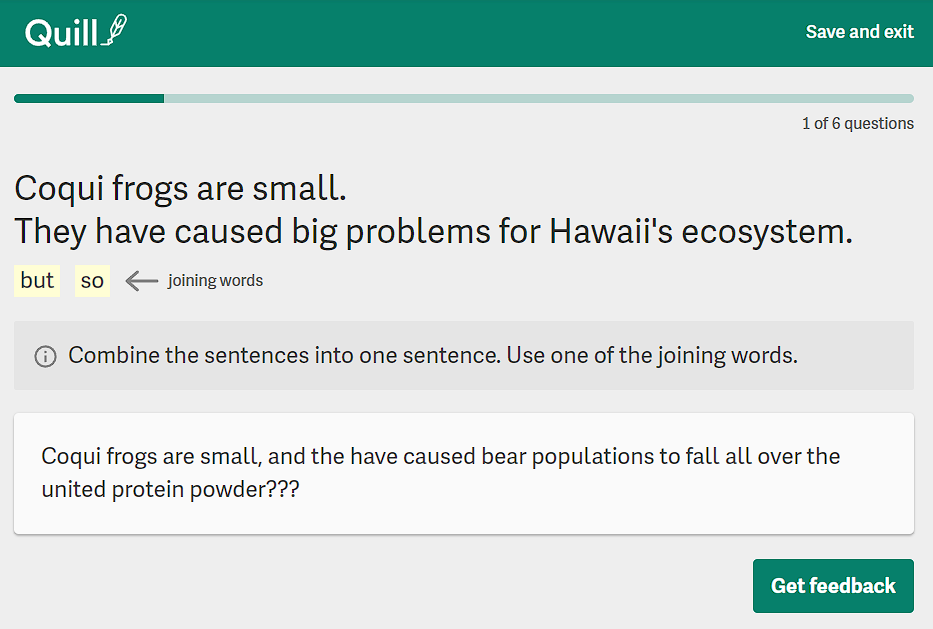 Quill
Save and exit
1 of 6 questions
Coqui frogs are small.
They have caused big problems for Hawaii's ecosystem.
but so joining words
Combine the sentences into one sentence. Use one of the joining words.
Coqui frogs are small, and the have caused bear populations to fall all over the
united protein powder???
Get feedback